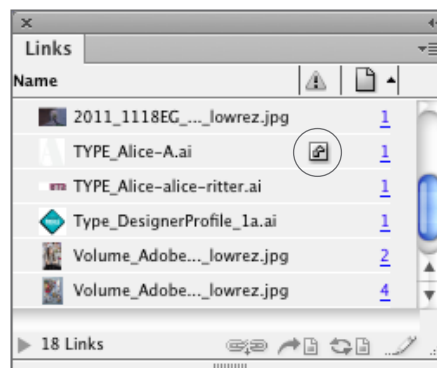 Links
Name
2011_1118EG_..._lowrez.jpg 1
TYPE_Alice-A.ai 1
TYPE_Alice-alice-ritter.ai 1
Type_DesignerProfile_1a.ai 1
Volume_Adobe..._lowrez.jpg 2
Volume_Adobe..._lowrez.jpg 4
18 Links